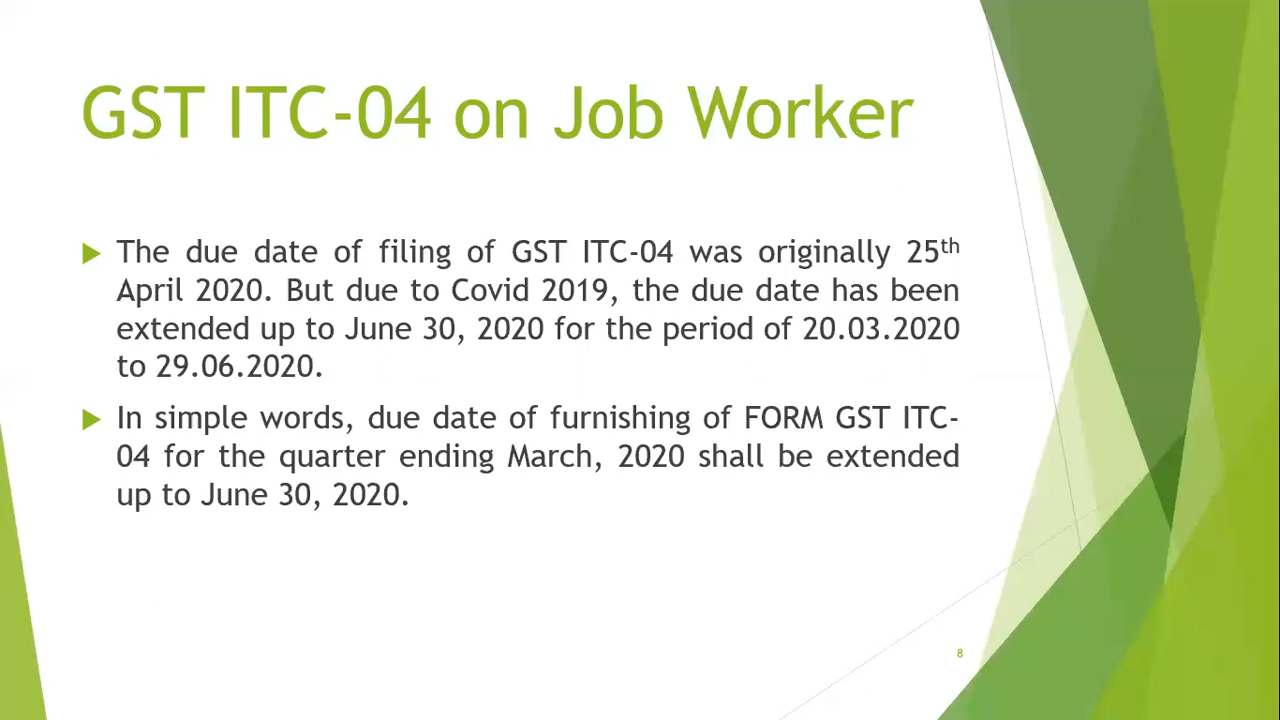 GST ITC-04 on Job Worker
The due date of filing of GST ITC-04 was originally 25th
April 2020. But due to Covid 2019, the due date has been
extended up to June 30, 2020 for the period of 20.03.2020
to 29.06.2020.
In simple words, due date of furnishing of FORM GST ITC-
04 for the quarter ending March, 2020 shall be extended
up to June 30, 2020.
8